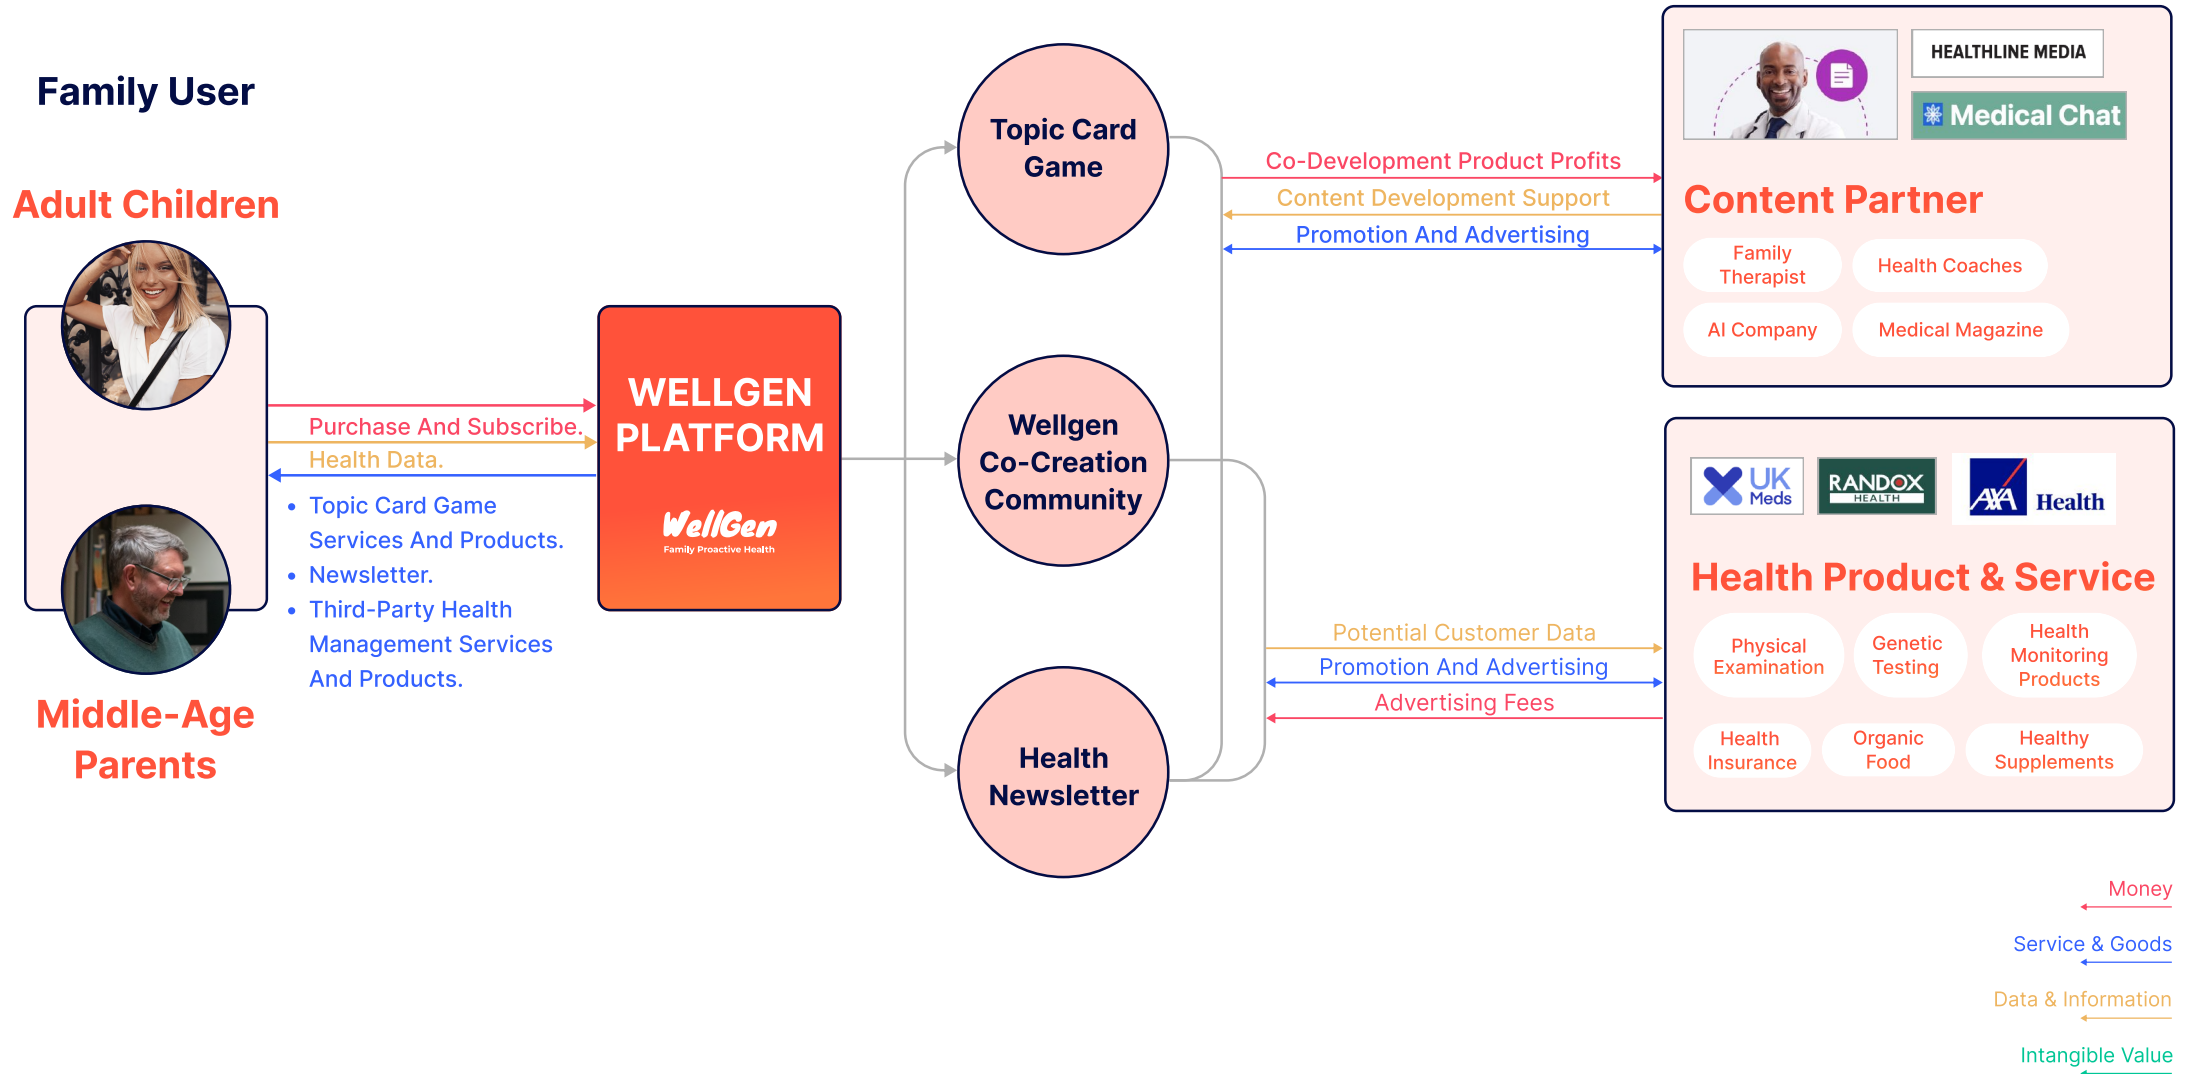 Family User
Adult Children
Middle-Age
Parents
Purchase And Subscribe.
Health Data.
• Topic Card Game
Services And Products.
• Newsletter.
• Third-Party Health
Management Services
And Products.
WELLGEN
PLATFORM
WellGen
Family Proactive Health
Topic Card
Game
Wellgen
Co-Creation
Community
Health
Newsletter
Co-Development Product Profits
Content Development Support
Promotion And Advertising
Potential Customer Data
Promotion And Advertising
Advertising Fees
HEALTHLINE MEDIA
Medical Chat
Content Partner
Family
Therapist
Health Coaches
AI Company
Medical Magazine
UK
Meds
RANDOX
HEALTH
AXA Health
Health Product & Service
Physical
Examination
Genetic
Testing
Health
Monitoring
Products
Health
Insurance
Organic
Food
Healthy
Supplements
Money
Service & Goods
Data & Information
Intangible Value